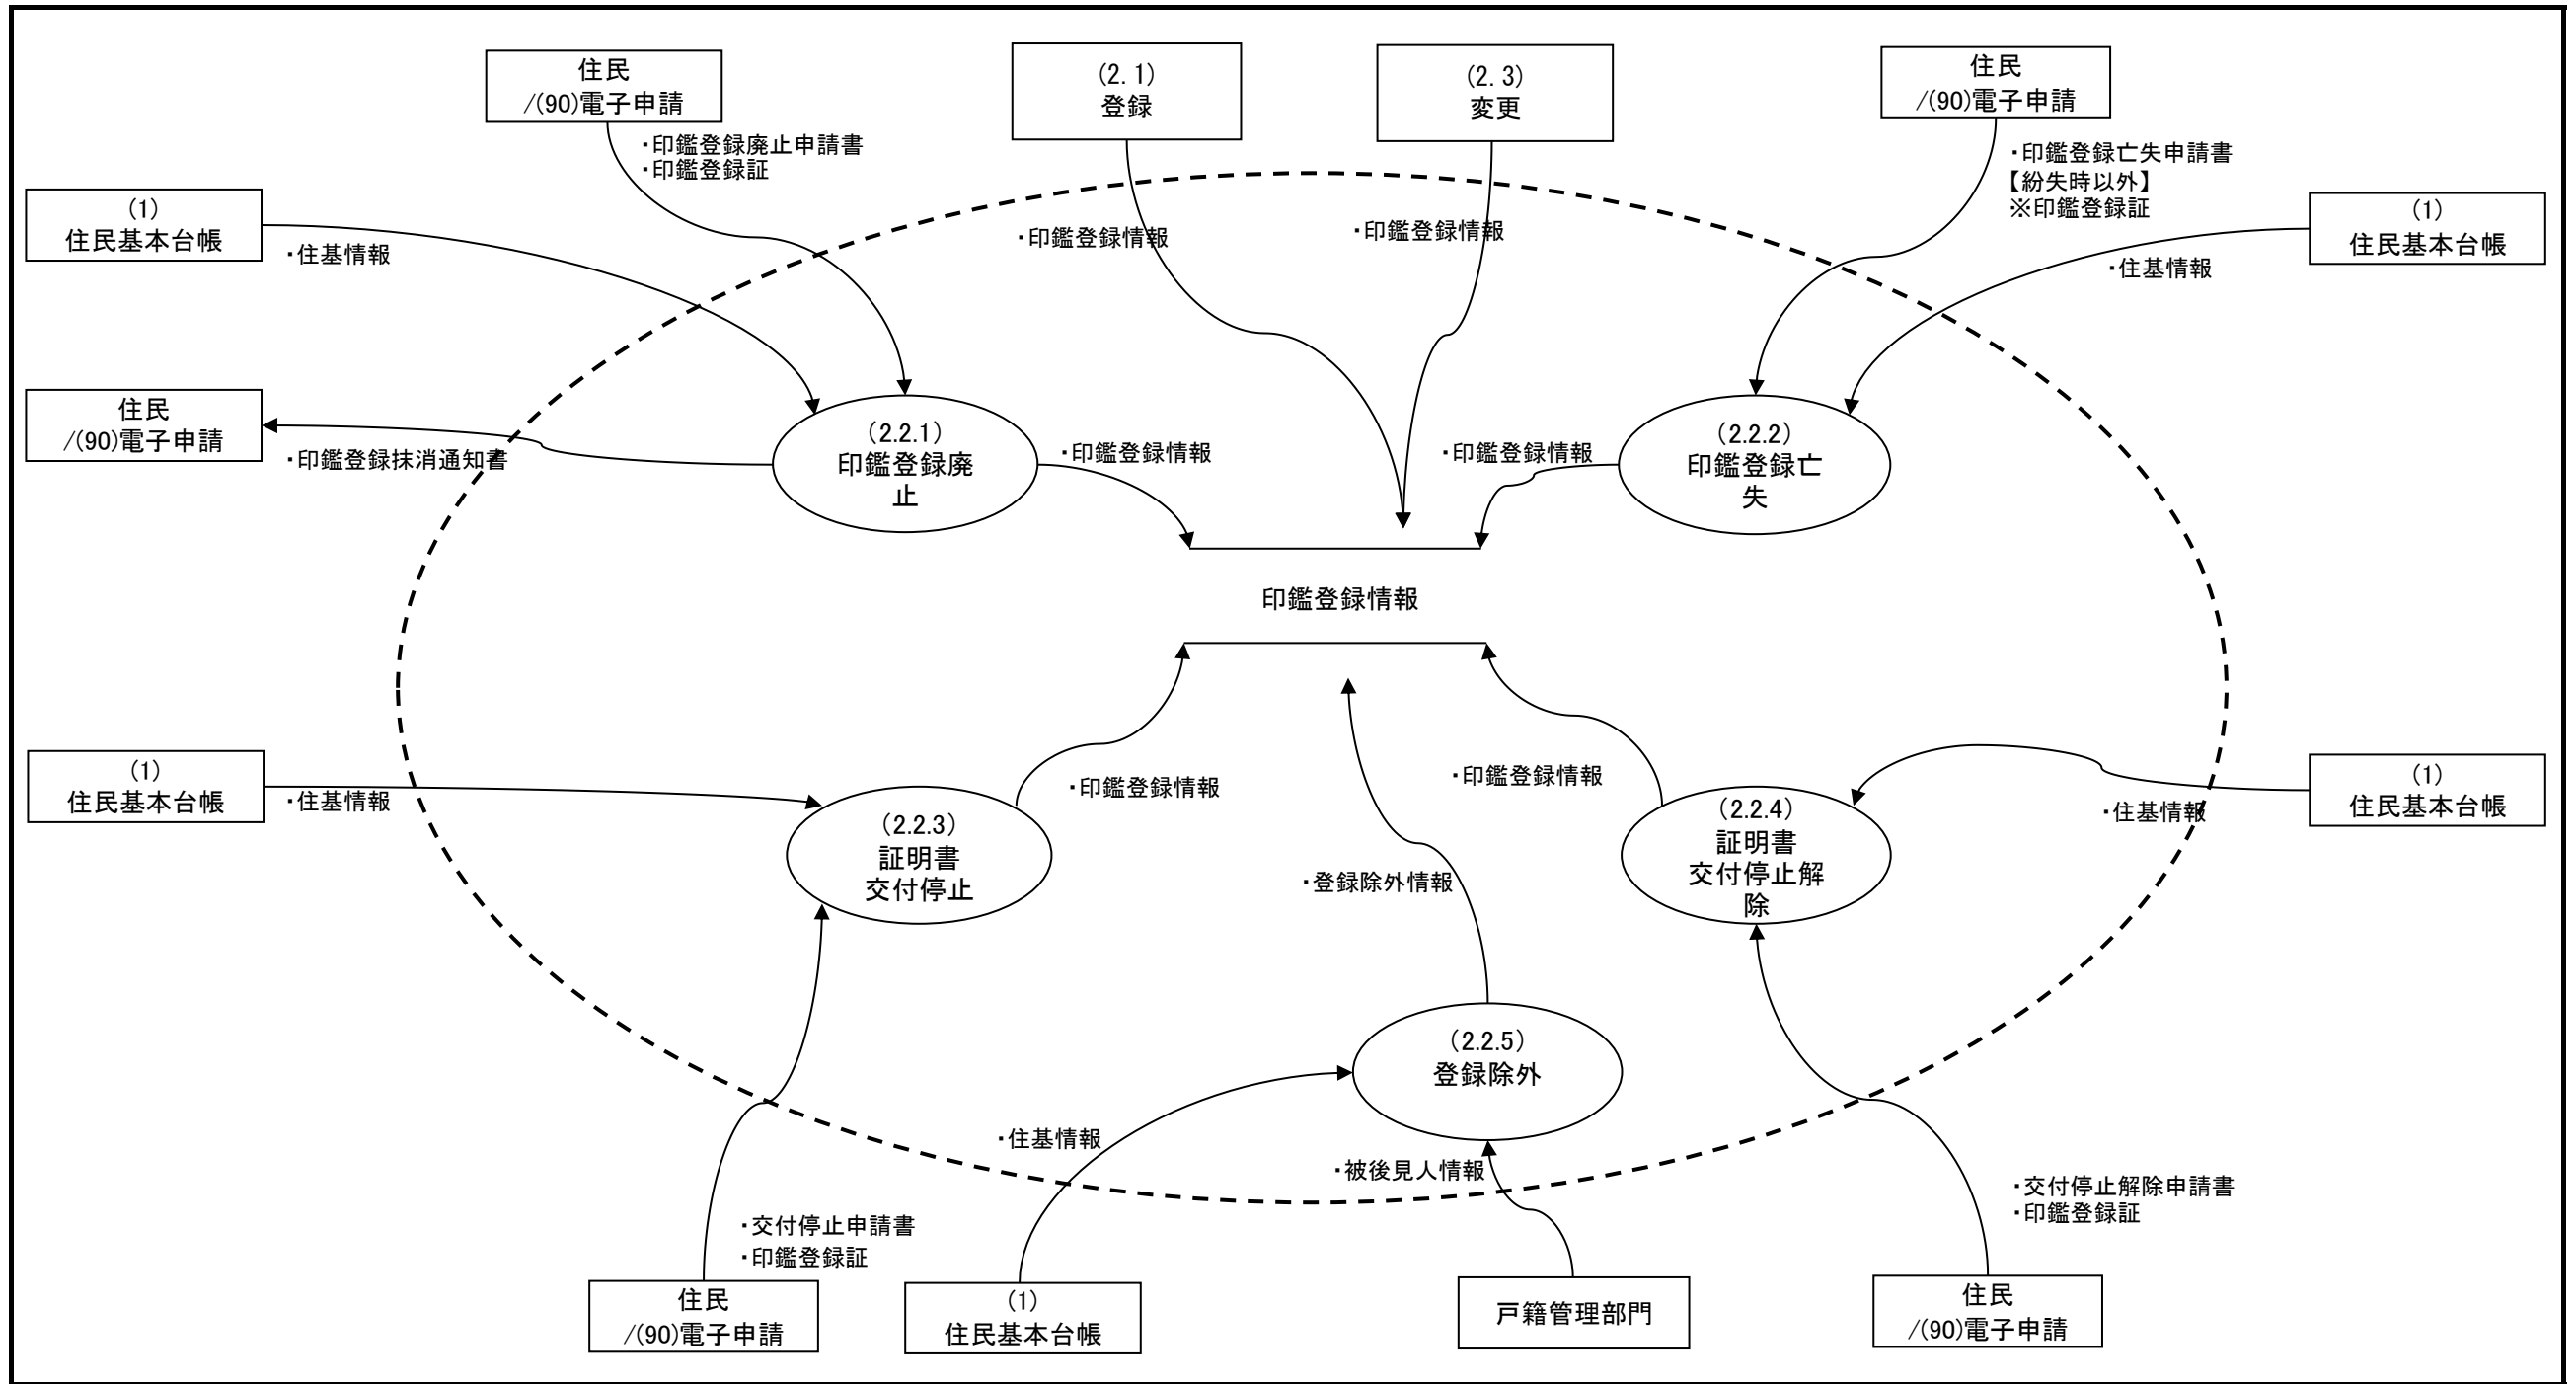 住民
/(90)電子申請
(2.1)
登録
(2.3)
変更
住民
/(90)電子申請
・印鑑登録廃止申請書
・印鑑登録証
・印鑑登録亡失申請書
【紛失時以外】
※印鑑登録証
(1)
住民基本台帳
・住基情報
・印鑑登録情報
・印鑑登録情報
(1)
住民基本台帳
・住基情報
住民
/(90)電子申請
・印鑑登録抹消通知書
(2.2.1)
印鑑登録廃
止
・印鑑登録情報
・印鑑登録情報
(2.2.2)
印鑑登録亡
失
印鑑登録情報
(1)
住民基本台帳
・住基情報
(2.2.3)
証明書
交付停止
・印鑑登録情報
・印鑑登録情報
(2.2.4)
証明書
交付停止解
除
・住基情報
(1)
住民基本台帳
・登録除外情報
(2.2.5)
登録除外
・住基情報
・被後見人情報
・交付停止申請書
・印鑑登録証
・交付停止解除申請書
・印鑑登録証
住民
/(90)電子申請
(1)
住民基本台帳
戸籍管理部門
住民
/(90)電子申請